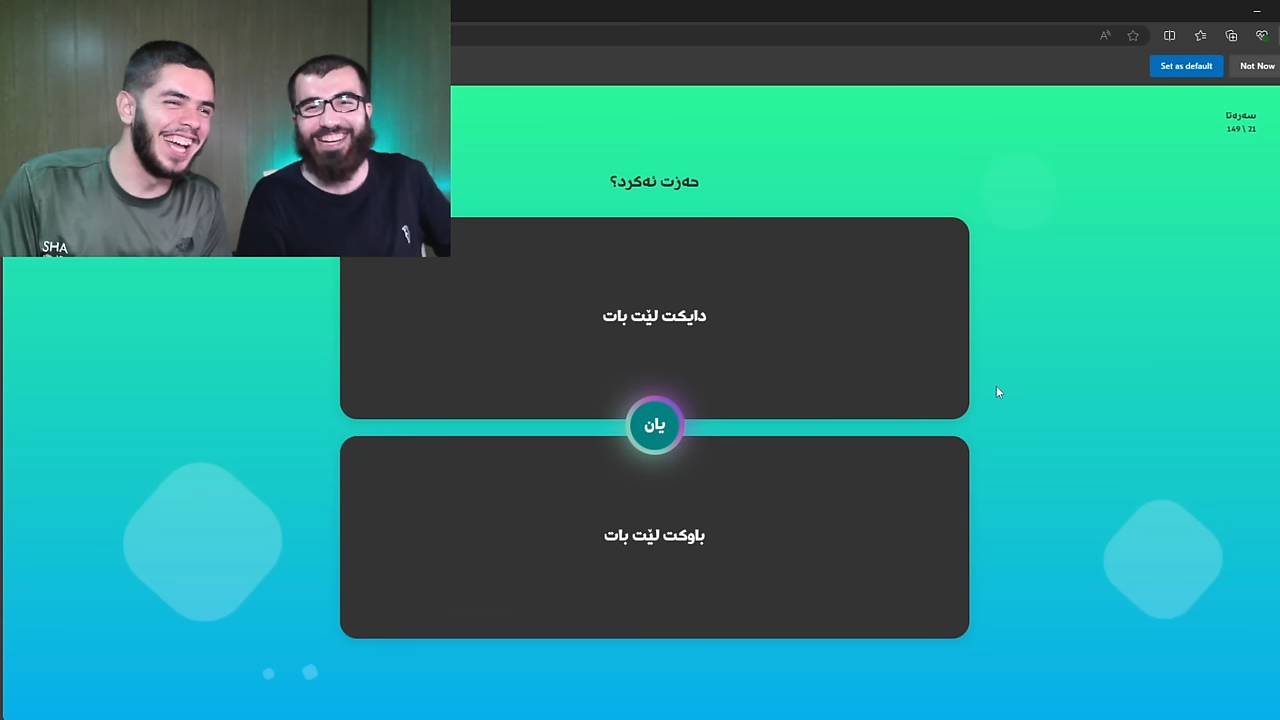 Set as default
Not Now
سەرەتا
149 \ 21
حەزت ئەکرد؟
دایکت لێت بات
یان
باوکت لێت بات
SHA